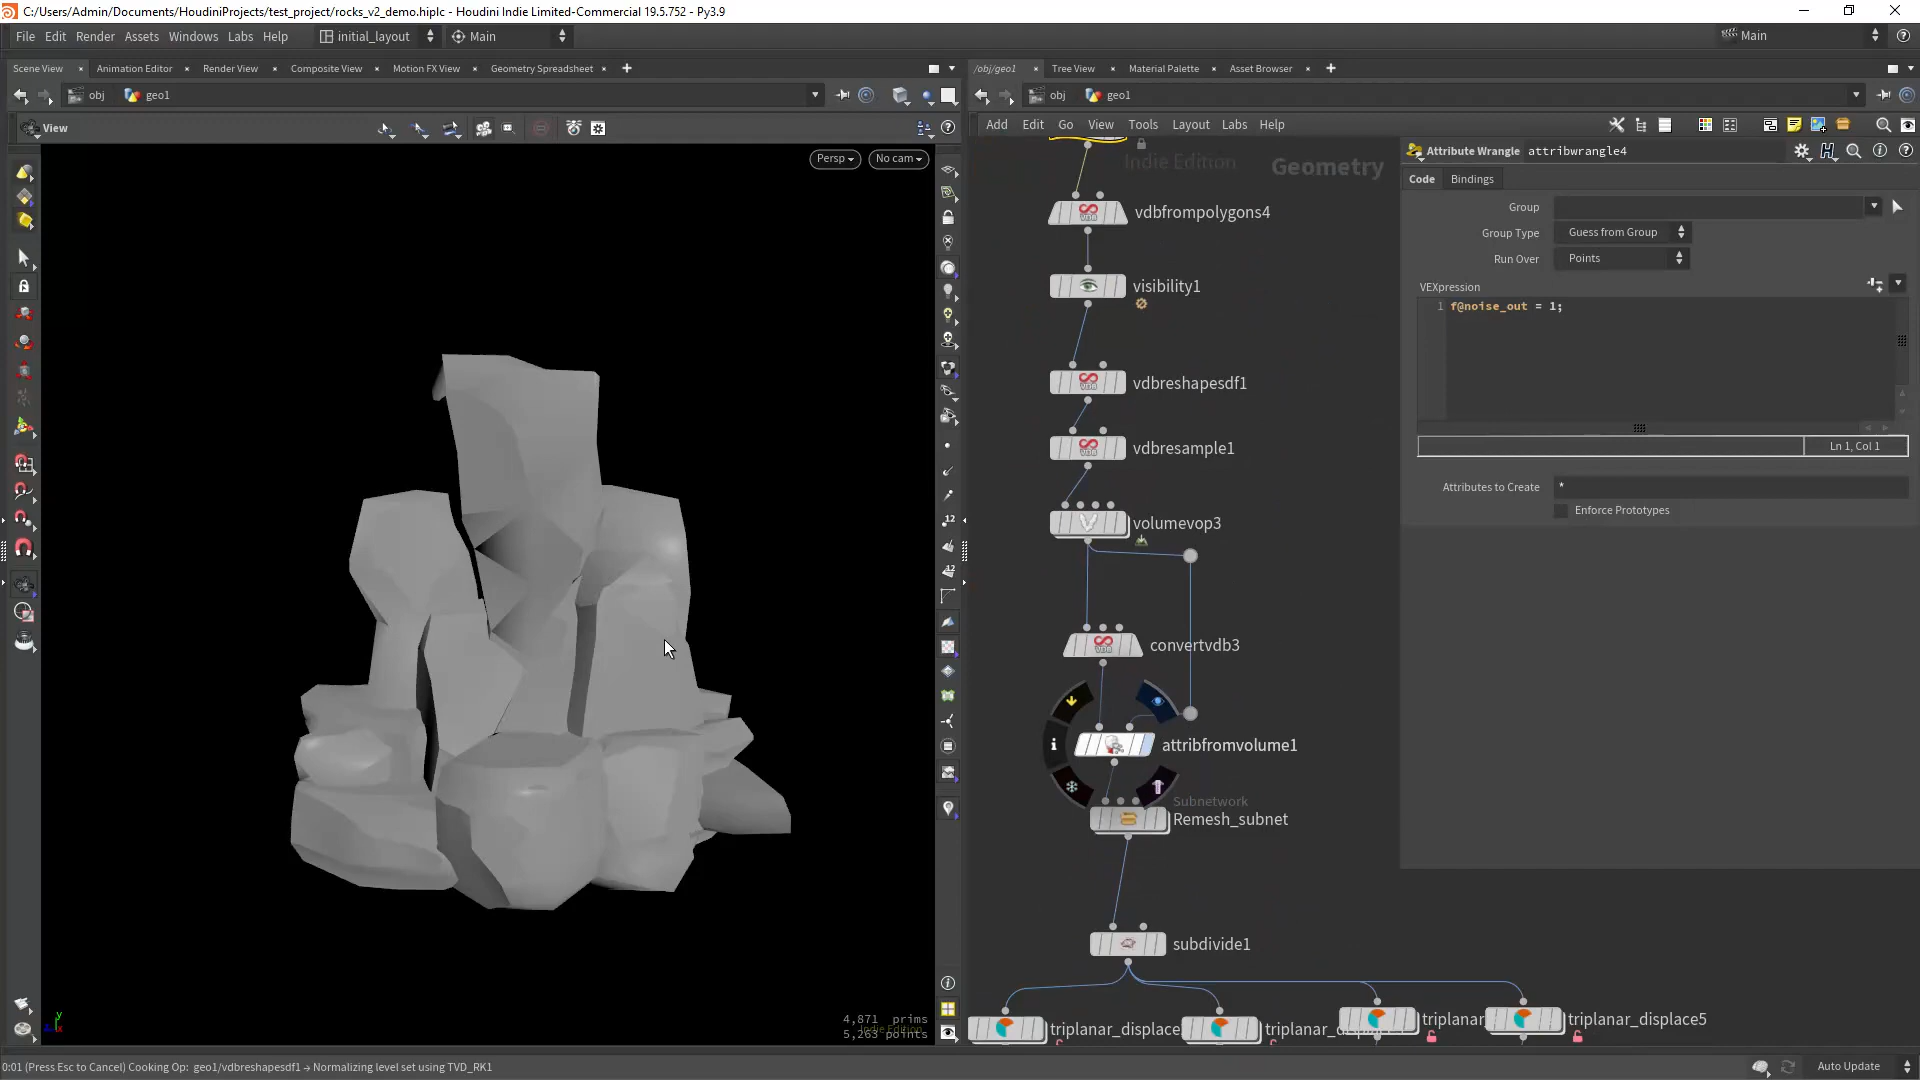 C:/Users/Admin/Documents/HoudiniProjects/test_project/rocks_v2_demo.hiplc - Houdini Indie Limited-Commercial 19.5.752 - Py3.9
File Edit Render Assets Windows Labs Help initial_layout Main Main
Scene View Animation Editor Render View Composite View Motion FX View Geometry Spreadsheet
obj geo1
View
Persp No cam
12
12
4,871 prims
Indie Edition
5,263 points
y
x
/obj/geo1 Tree View Material Palette Asset Browser
obj geo1
Add Edit Go View Tools Layout Labs Help
Indie Edition Geometry
vdbfrompolygons4
visibility1
vdbreshapesdf1
vdbresample1
volumevop3
convertvdb3
attribfromvolume1
Subnetwork
Remesh_subnet
subdivide1
triplanar_displace
triplanar
triplanar_displace5
Attribute Wrangle attribwrangle4
Code Bindings
Group
Group Type Guess from Group
Run Over Points
VEXpression
1 f@noise_out = 1;
Ln 1, Col 1
Attributes to Create *
Enforce Prototypes
0:01 (Press Esc to Cancel) Cooking Op: geo1/vdbreshapesdf1 → Normalizing level set using TVD_RK1
Auto Update